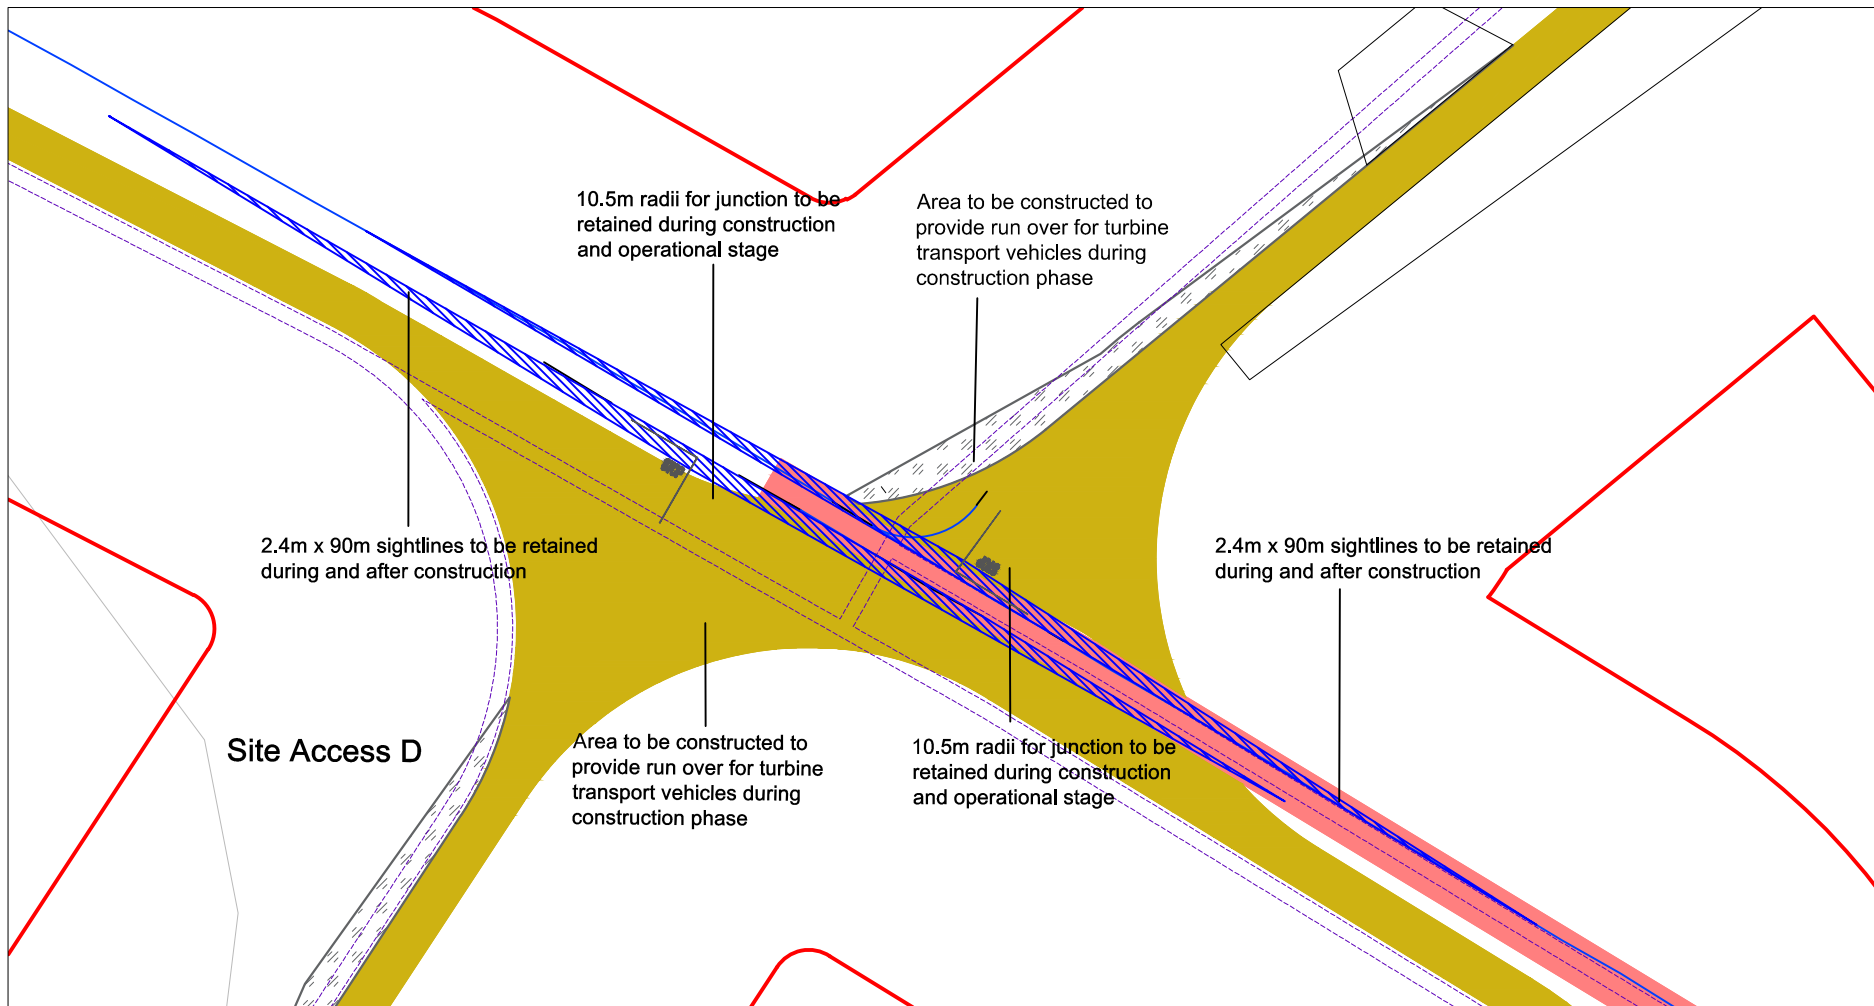 10.5m radii for junction to be
retained during construction
and operational stage
Area to be constructed to
provide run over for turbine
transport vehicles during
construction phase
2.4m x 90m sightlines to be retained
during and after construction
2.4m x 90m sightlines to be retained
during and after construction
Site Access D
Area to be constructed to
provide run over for turbine
transport vehicles during
construction phase
10.5m radii for junction to be
retained during construction
and operational stage